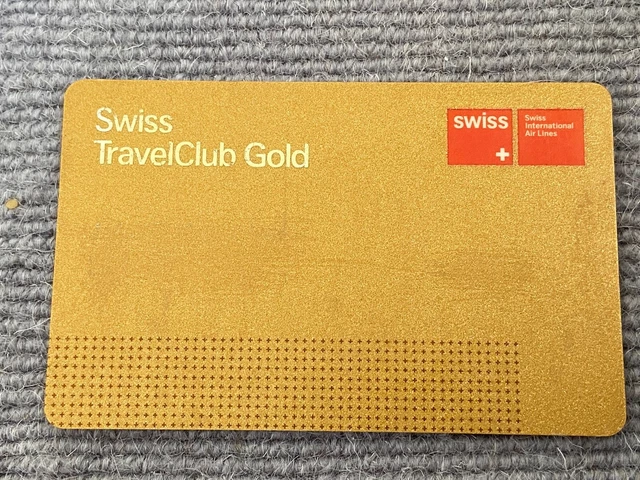 Swiss
TravelClub Gold
swiss
Swiss
International
Air Lines